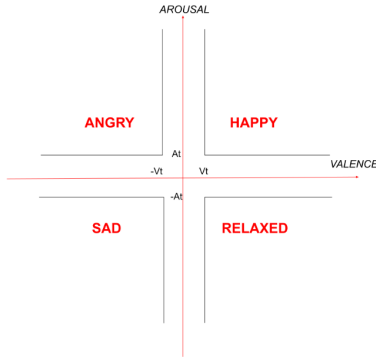 AROUSAL
ANGRY HAPPY
At
VALENCE
-Vt Vt
-At
SAD RELAXED